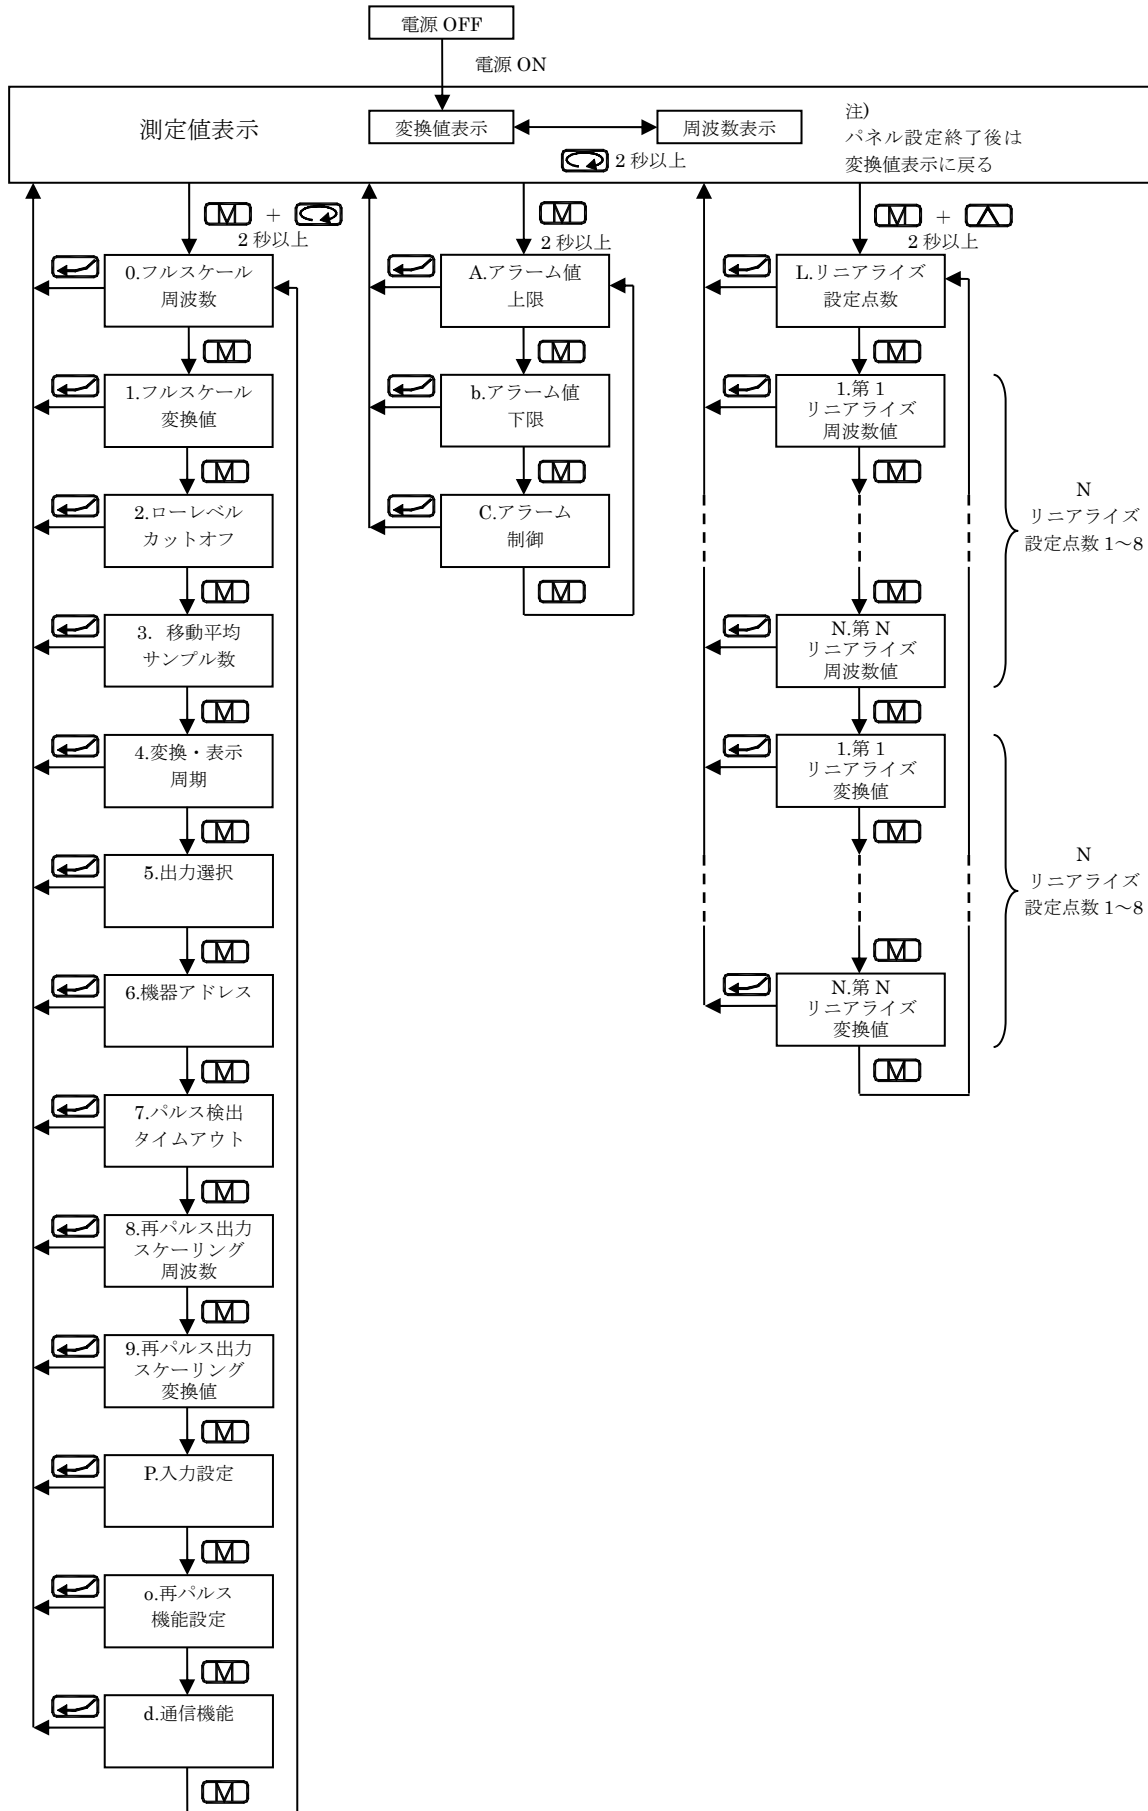 電源 OFF
電源 ON
測定値表示
変換値表示
周波数表示
2 秒以上
注)
パネル設定終了後は
変換値表示に戻る
M + 
2 秒以上
0.フルスケール
周波数
M
1.フルスケール
変換値
M
2.ローレベル
カットオフ
M
3. 移動平均
サンプル数
M
4.変換・表示
周期
M
5.出力選択
M
6.機器アドレス
M
7.パルス検出
タイムアウト
M
8.再パルス出力
スケーリング
周波数
M
9.再パルス出力
スケーリング
変換値
M
P.入力設定
M
o.再パルス
機能設定
M
d.通信機能
M
M
2 秒以上
A.アラーム値
上限
M
b.アラーム値
下限
M
C.アラーム
制御
M
M + 
2 秒以上
L.リニアライズ
設定点数
M
1.第 1
リニアライズ
周波数値
M
M
N.第 N
リニアライズ
周波数値
M
1.第 1
リニアライズ
変換値
M
M
N.第 N
リニアライズ
変換値
M
N
リニアライズ
設定点数 1～8
N
リニアライズ
設定点数 1～8